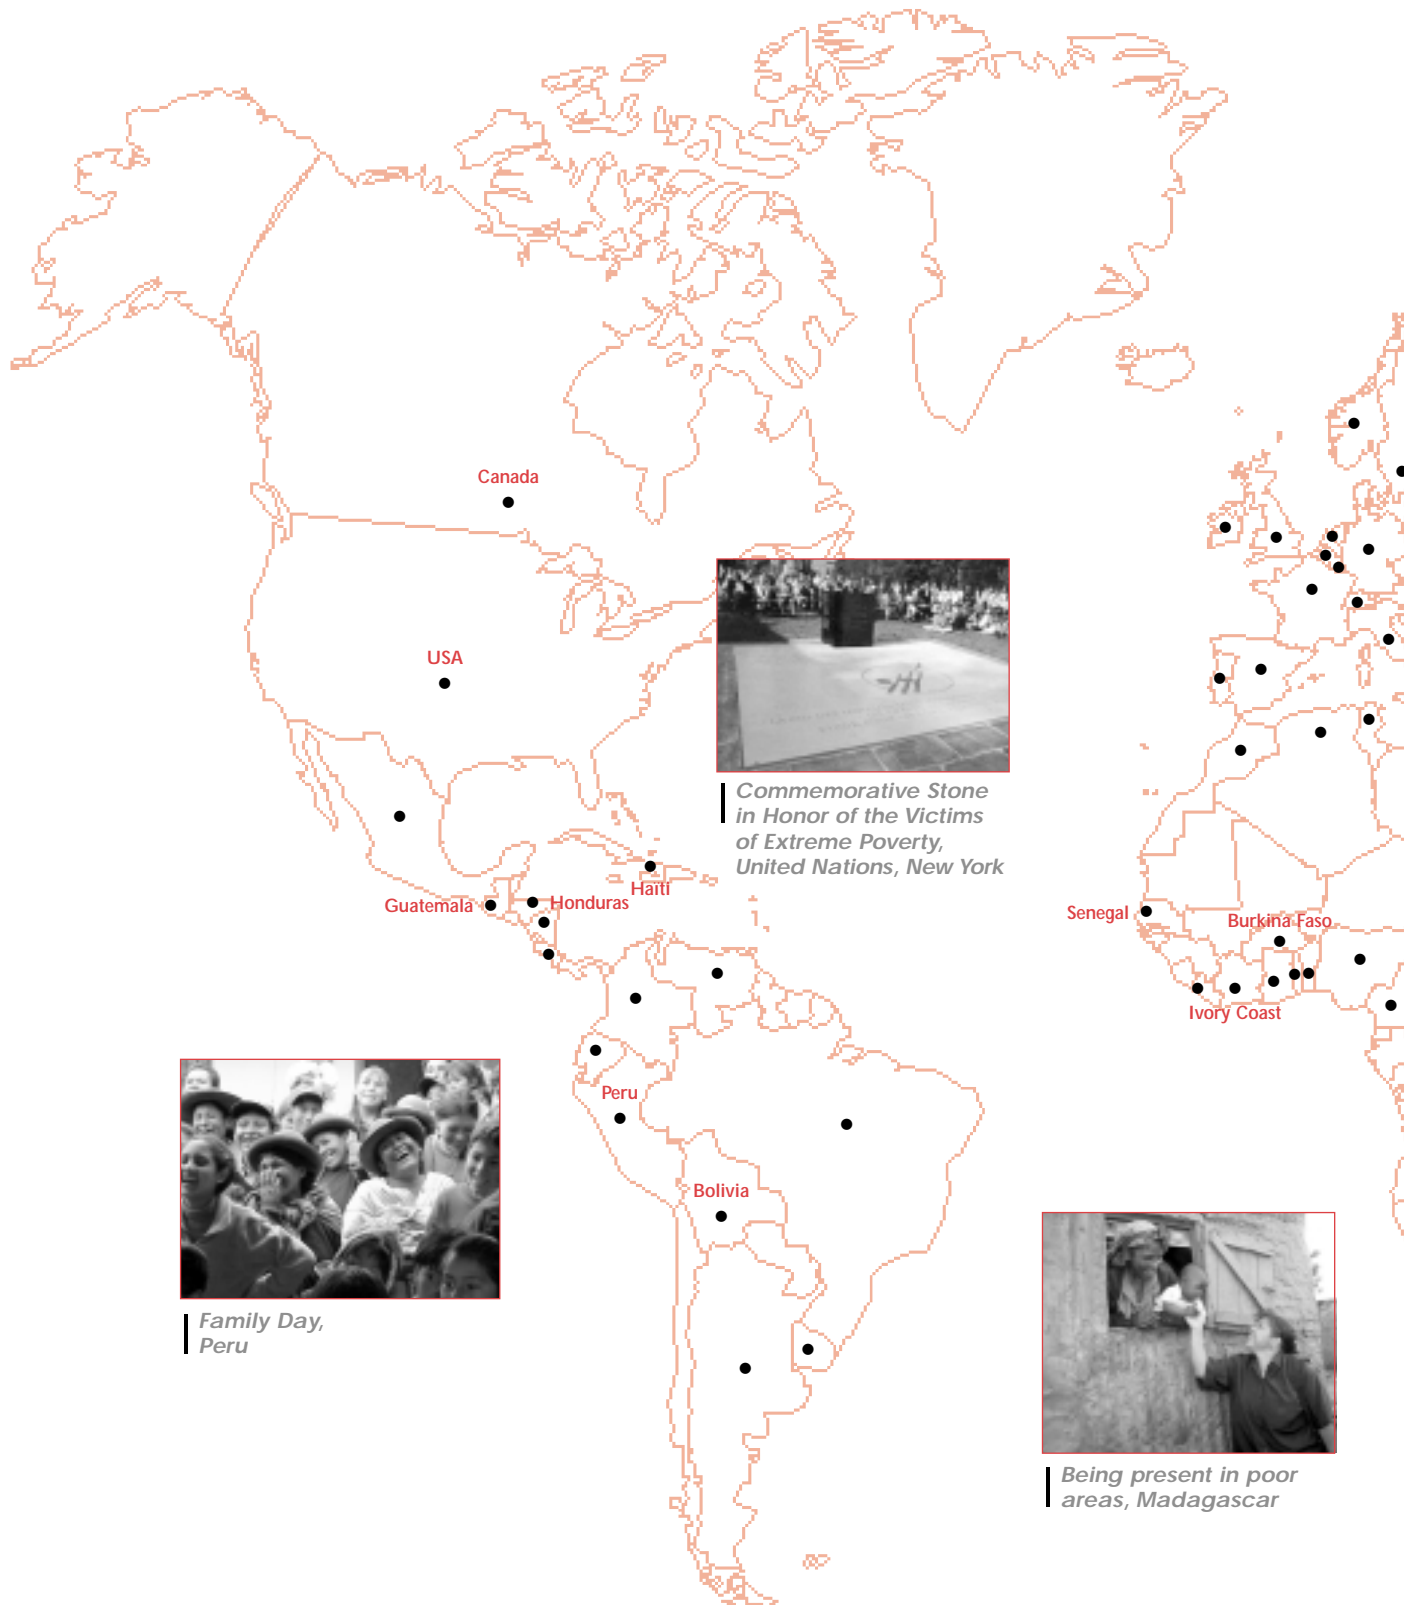 Canada
USA
Commemorative Stone
in Honor of the Victims
of Extreme Poverty,
United Nations, New York
Haïti
Guatemala
Honduras
Senegal
Burkina Faso
Ivory Coast
Peru
Bolivia
Family Day,
Peru
Being present in poor
areas, Madagascar